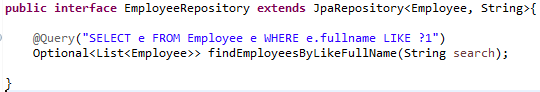 public interface EmployeeRepository extends JpaRepository<Employee, String>{
@Query("SELECT e FROM Employee e WHERE e.fullname LIKE ?1")
Optional<List<Employee>> findEmployeesByLikeFullName(String search);
}